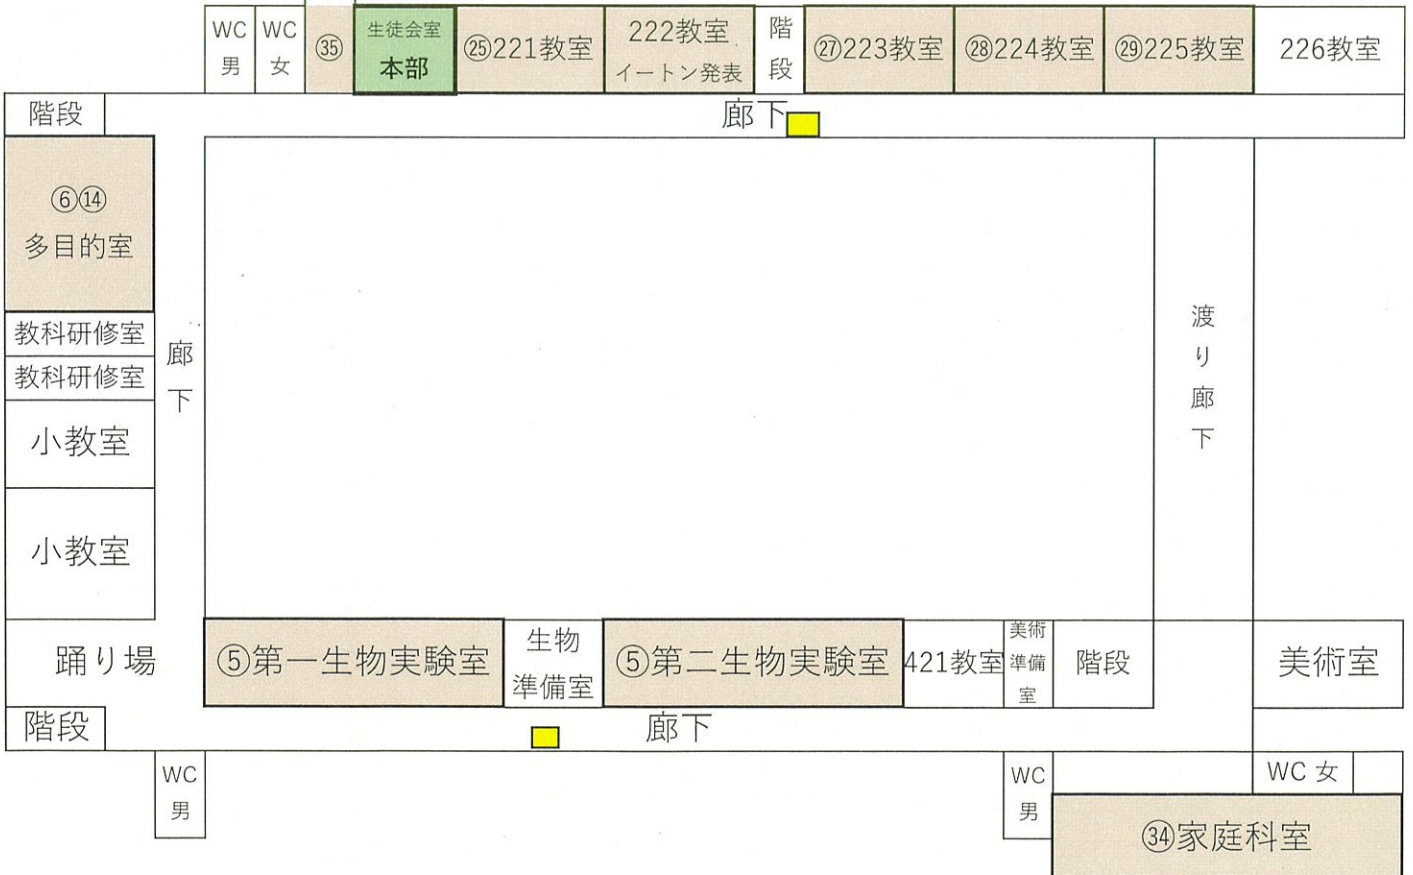 WC
男
WC
女
㉟
生徒会室
本部
㉕221教室
222教室
イートン発表
階
段
㉗223教室
㉘224教室
㉙225教室
226教室
階段
廊下
⑥⑭
多目的室
教科研修室
教科研修室
小教室
小教室
廊
下
渡
り
廊
下
踊り場
⑤第一生物実験室
生物
準備室
⑤第二生物実験室
421教室
美術
準備
室
階段
美術室
階段
廊下
WC
男
WC
男
WC 女
㉞家庭科室